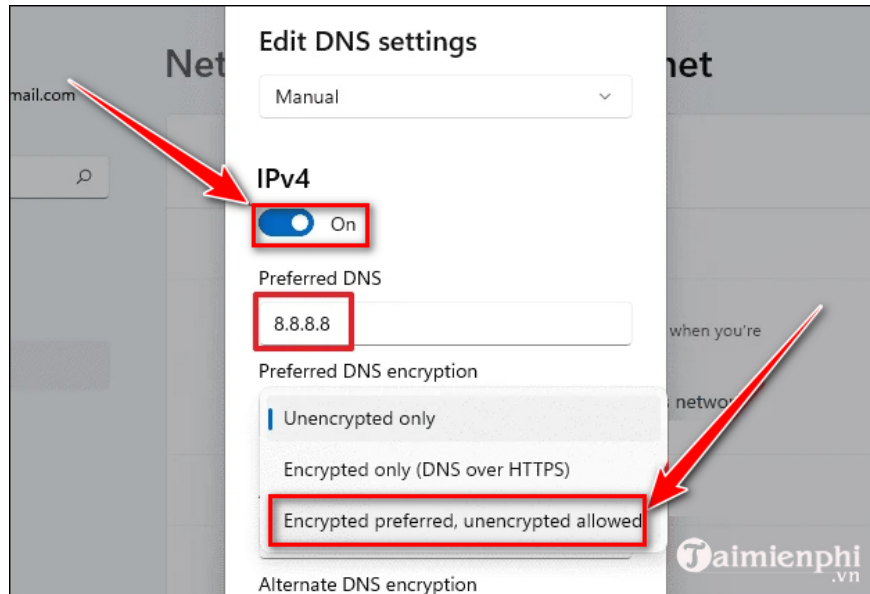 Edit DNS settings
Net
net
mail.com
Manual
IPv4
On
Preferred DNS
8.8.8.8
when you're
Preferred DNS encryption
Unencrypted only
Encrypted only (DNS over HTTPS)
Encrypted preferred, unencrypted allowed
Taimienphi
.vn
Alternate DNS encryption